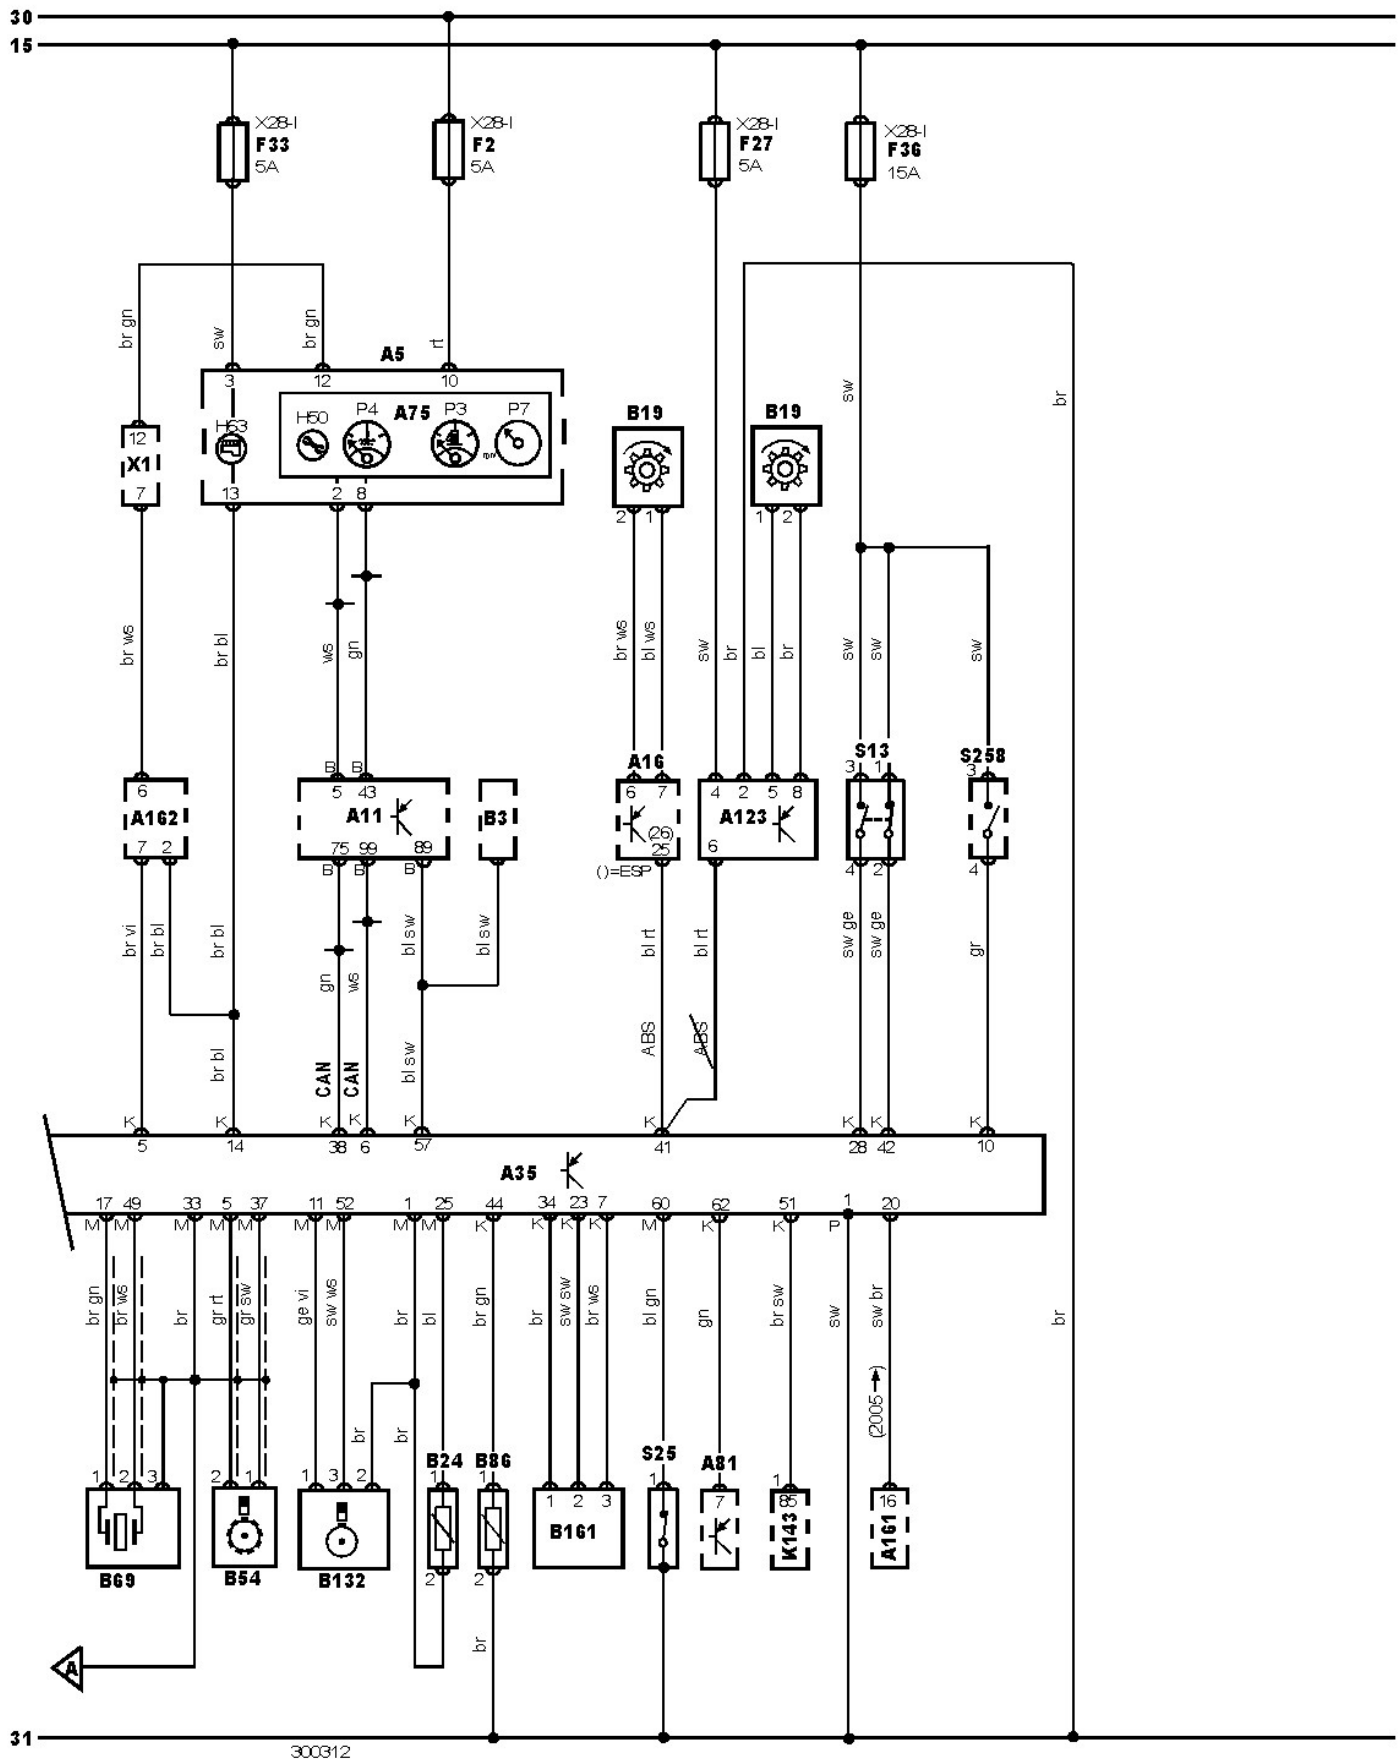 30
15
X28-I X28-I X28-I X28-I
F33 F2 F27 F36
5A 5A 5A 15A
br gn sw br gn rt sw br
A5
3 12 10
H63 H50 P4 A75 P3 P7
B19 B19
12
X1
7 13 2 8
2 1 1 2
br ws br bl ws gn br ws bl ws sw br bl br sw sw sw
B B A16 S13 S258
6 5 43 6 7 4 2 5 8 3 1 3
A162 A11 B3 (26) A123
7 2 75 99 89 25 6
B B B ()=ESP 4 2 4
br vi br bl br bl gn ws bl sw bl sw bl rt bl rt sw ge sw ge gr
br bl CAN CAN bl sw ABS ABS
K K K K K K K K K
5 14 38 6 57 41 28 42 10
A35
17 49 33 5 37 11 52 1 25 44 34 23 7 60 62 51 1 20
M M M M M M M M M K K K K M K K P
br gn br ws br gr rt gr sw ge vi sw ws br bl br gn br sw sw br ws bl gn gn br sw sw sw br br
(2005→)
br br
B24 B86 S25 A81
1 2 3 2 1 1 3 2 1 1 1 2 3 1 7 1 85 16
B161 K143 A161
B69 B54 B132 2 2
br
A
31
300312